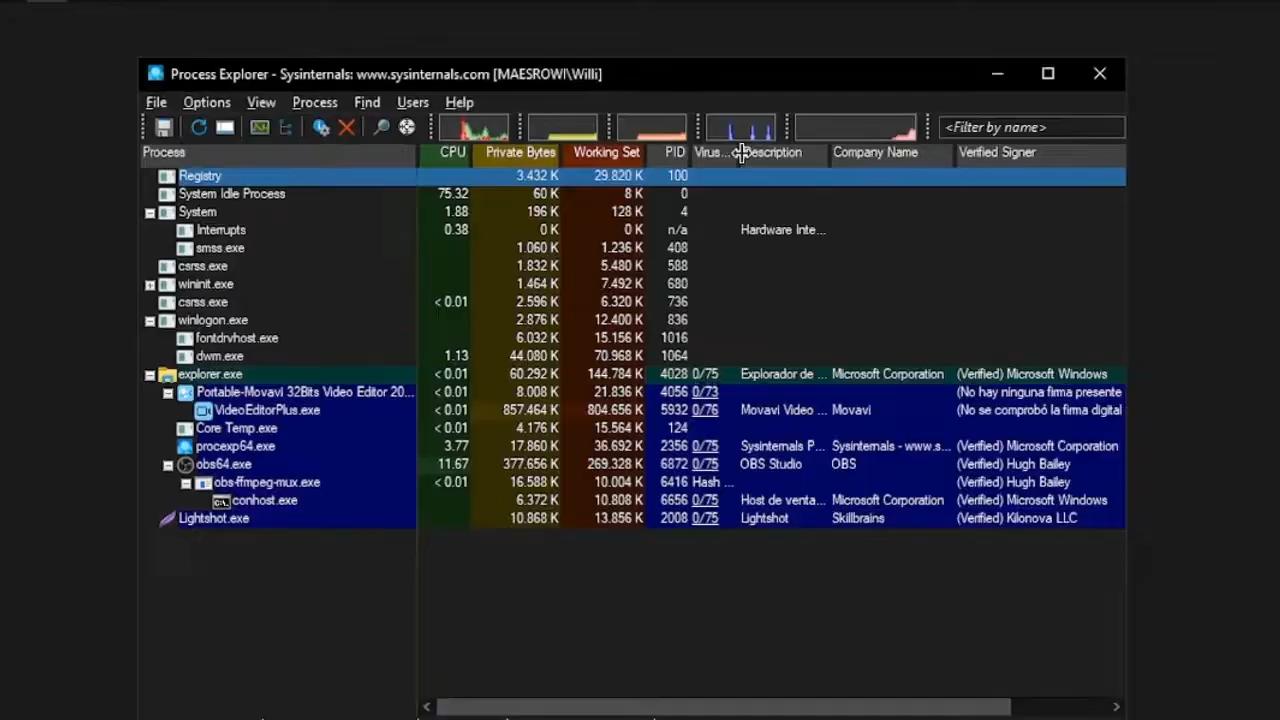 Process Explorer - Sysinternals: www.sysinternals.com [MAESROWI\Willi]
File Options View Process Find Users Help
<Filter by name>
Process CPU Private Bytes Working Set PID Virus... Description Company Name Verified Signer
Registry 3.432 K 29.820 K 100
System Idle Process 75.32 60 K 8 K 0
System 1.88 196 K 128 K 4
Interrupts 0.38 0 K 0 K n/a Hardware Inte...
smss.exe 1.060 K 1.236 K 408
csrss.exe 1.832 K 5.480 K 588
wininit.exe 1.464 K 7.492 K 680
csrss.exe < 0.01 2.596 K 6.320 K 736
winlogon.exe 2.876 K 12.400 K 836
fontdrvhost.exe 6.032 K 15.156 K 1016
dwm.exe 1.13 44.080 K 70.968 K 1064
explorer.exe < 0.01 60.292 K 144.784 K 4028 0/75 Explorador de ... Microsoft Corporation (Verified) Microsoft Windows
Portable-Movavi 32Bits Video Editor 20... < 0.01 8.008 K 21.836 K 4056 0/73 (No hay ninguna firma presente
VideoEditorPlus.exe < 0.01 857.464 K 804.656 K 5932 0/76 Movavi Video ... Movavi (No se comprobó la firma digital
Core Temp.exe < 0.01 4.176 K 15.564 K 124
procexp64.exe 3.77 17.860 K 36.692 K 2356 0/75 Sysinternals P... Sysinternals - www.s... (Verified) Microsoft Corporation
obs64.exe 11.67 377.656 K 269.328 K 6872 0/75 OBS Studio OBS (Verified) Hugh Bailey
obs-ffmpeg-mux.exe < 0.01 16.588 K 10.004 K 6416 Hash ... (Verified) Hugh Bailey
conhost.exe 6.372 K 10.808 K 6656 0/75 Host de venta... Microsoft Corporation (Verified) Microsoft Windows
Lightshot.exe 10.868 K 13.856 K 2008 0/75 Lightshot Skillbrains (Verified) Kilonova LLC